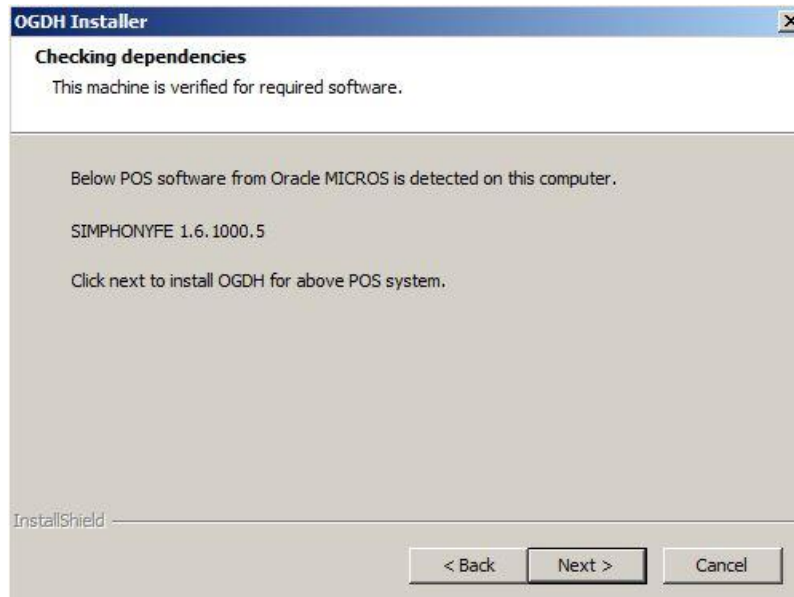 OGDH Installer
Checking dependencies
This machine is verified for required software.
Below POS software from Oracle MICROS is detected on this computer.
SIMPHONYFE 1.6.1000.5
Click next to install OGDH for above POS system.
InstallShield
< Back Next > Cancel